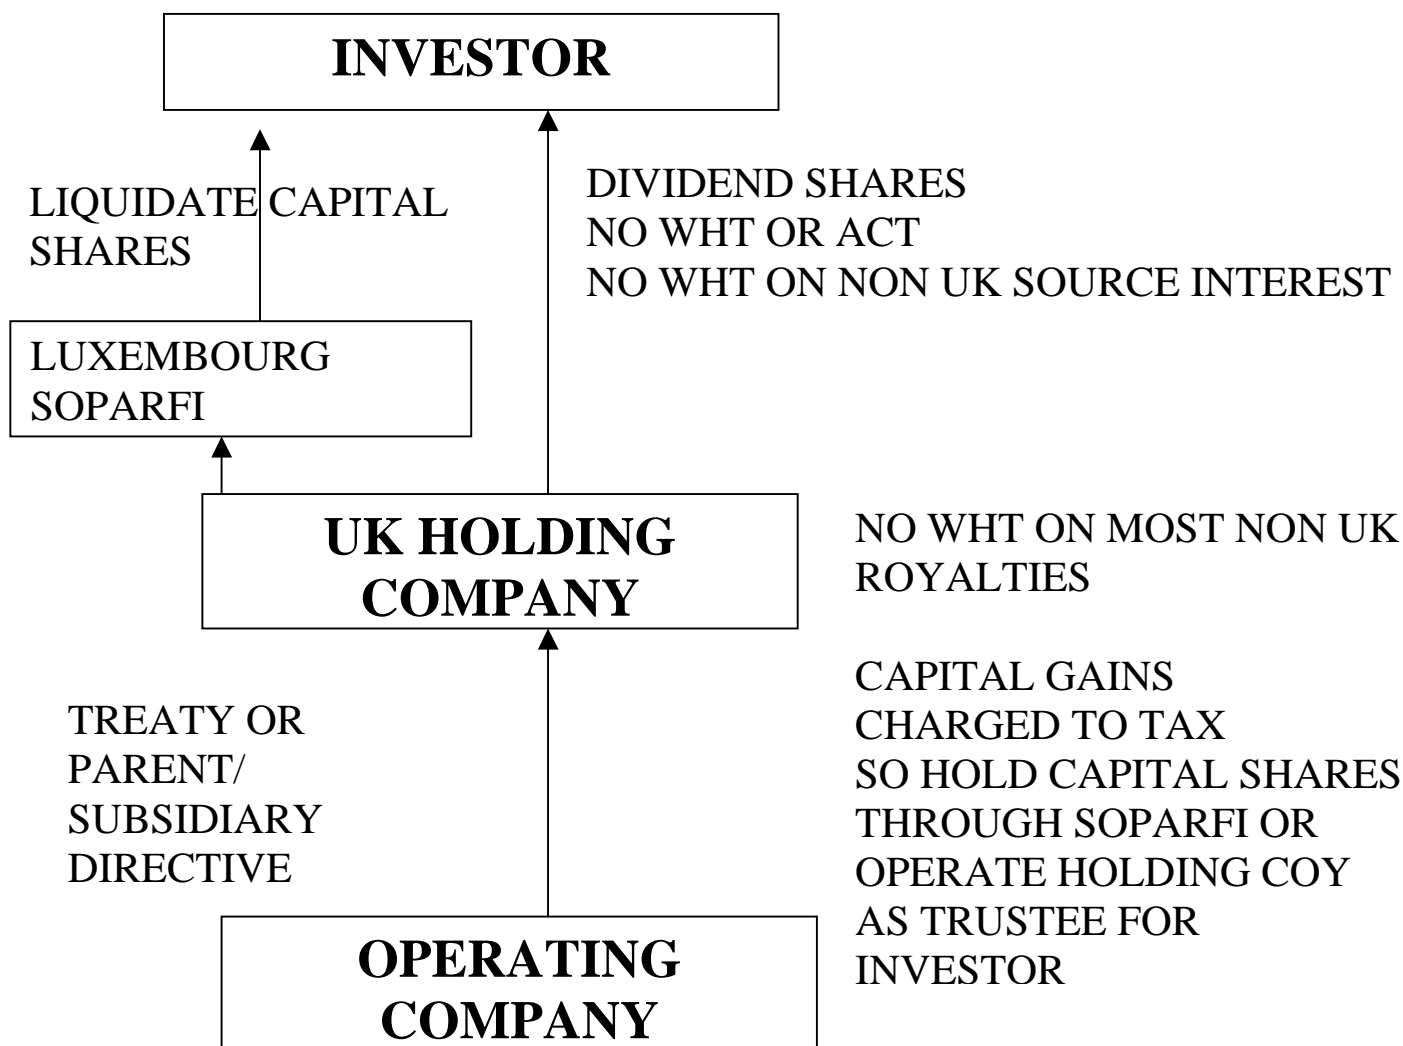 INVESTOR
LIQUIDATE CAPITAL
SHARES
DIVIDEND SHARES
NO WHT OR ACT
NO WHT ON NON UK SOURCE INTEREST
LUXEMBOURG
SOPARFI
UK HOLDING
COMPANY
NO WHT ON MOST NON UK
ROYALTIES
TREATY OR
PARENT/
SUBSIDIARY
DIRECTIVE
CAPITAL GAINS
CHARGED TO TAX
SO HOLD CAPITAL SHARES
THROUGH SOPARFI OR
OPERATE HOLDING COY
AS TRUSTEE FOR
INVESTOR
OPERATING
COMPANY